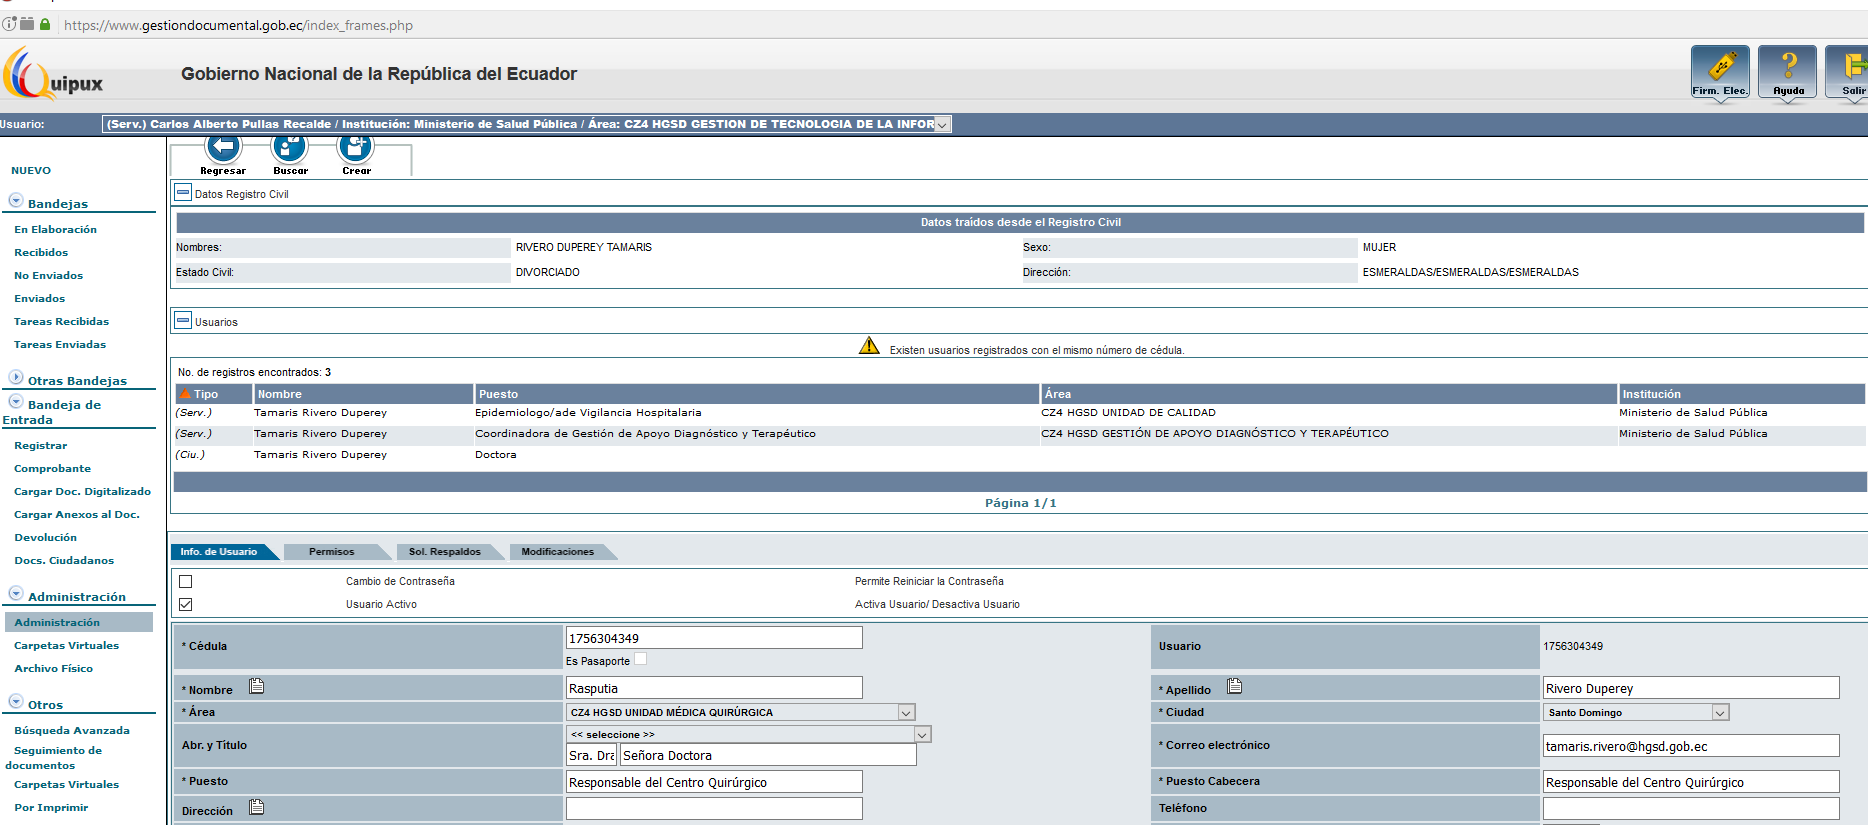 https://www.gestiondocumental.gob.ec/index_frames.php
Quipux
Gobierno Nacional de la República del Ecuador
Firm. Elec.
Ayuda
Salir
Usuario:
(Serv.) Carlos Alberto Pullas Recalde / Institución: Ministerio de Salud Pública / Área: CZ4 HGSD GESTION DE TECNOLOGIA DE LA INFOR
NUEVO
Bandejas
En Elaboración
Recibidos
No Enviados
Enviados
Tareas Recibidas
Tareas Enviadas
Otras Bandejas
Bandeja de
Entrada
Registrar
Comprobante
Cargar Doc. Digitalizado
Cargar Anexos al Doc.
Devolución
Docs. Ciudadanos
Administración
Administración
Carpetas Virtuales
Archivo Físico
Otros
Búsqueda Avanzada
Seguimiento de
documentos
Carpetas Virtuales
Por Imprimir
Regresar Buscar Crear
Datos Registro Civil
Datos traídos desde el Registro Civil
Nombres: RIVERO DUPEREY TAMARIS Sexo: MUJER
Estado Civil: DIVORCIADO Dirección: ESMERALDAS/ESMERALDAS/ESMERALDAS
Usuarios
Existen usuarios registrados con el mismo número de cédula.
No. de registros encontrados: 3
Tipo Nombre Puesto Área Institución
(Serv.) Tamaris Rivero Duperey Epidemiologo/ade Vigilancia Hospitalaria CZ4 HGSD UNIDAD DE CALIDAD Ministerio de Salud Pública
(Serv.) Tamaris Rivero Duperey Coordinadora de Gestión de Apoyo Diagnóstico y Terapéutico CZ4 HGSD GESTIÓN DE APOYO DIAGNÓSTICO Y TERAPÉUTICO Ministerio de Salud Pública
(Ciu.) Tamaris Rivero Duperey Doctora
Página 1/1
Info. de Usuario Permisos Sol. Respaldos Modificaciones
Cambio de Contraseña Permite Reiniciar la Contraseña
Usuario Activo Activa Usuario/ Desactiva Usuario
* Cédula 1756304349 Usuario 1756304349
Es Pasaporte
* Nombre Rasputia * Apellido Rivero Duperey
* Área CZ4 HGSD UNIDAD MÉDICA QUIRÚRGICA * Ciudad Santo Domingo
Abr. y Título << seleccione >> * Correo electrónico tamaris.rivero@hgsd.gob.ec
Sra. Dra Señora Doctora
* Puesto Responsable del Centro Quirúrgico * Puesto Cabecera Responsable del Centro Quirúrgico
Dirección Teléfono